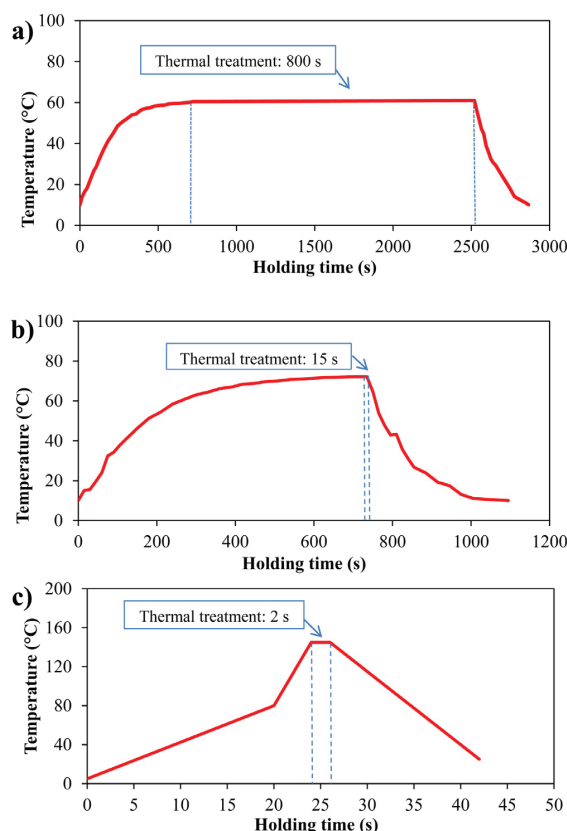 a)
100
80
60
40
20
0
Temperature (°C)
Thermal treatment: 800 s
0 500 1000 1500 2000 2500 3000
Holding time (s)
b)
100
80
60
40
20
0
Temperature (°C)
Thermal treatment: 15 s
0 200 400 600 800 1000 1200
Holding time (s)
c)
200
160
120
80
40
0
Temperature (°C)
Thermal treatment: 2 s
0 5 10 15 20 25 30 35 40 45 50
Holding time (s)